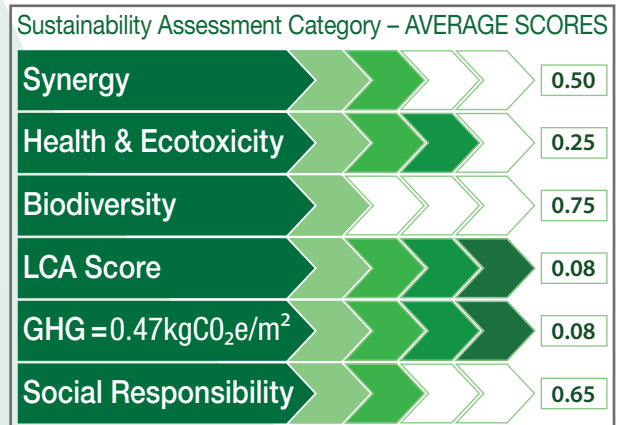 Sustainability Assessment Category – AVERAGE SCORES
Synergy 0.50
Health & Ecotoxicity 0.25
Biodiversity 0.75
LCA Score 0.08
GHG = 0.47kgC0₂e/m² 0.08
Social Responsibility 0.65